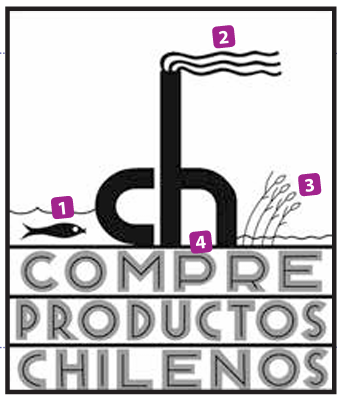 2
1
3
ch
4
COMPRE
PRODUCTOS
CHILENOS